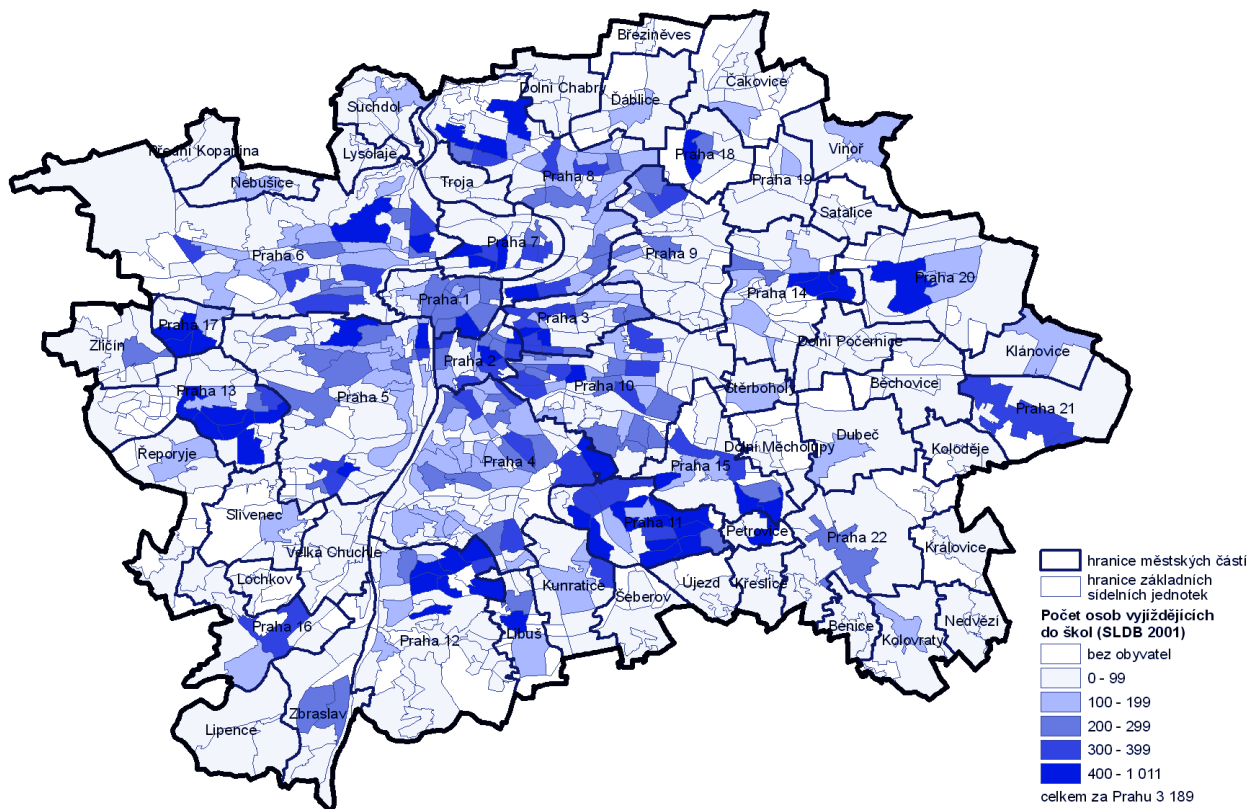 Březiněves
Dolní Chabry
Čakovice
Ďáblice
Suchdol
Vinoř
Přední Kopanina
Lysolaje
Praha 18
Nebušice
Troja
Praha 8
Praha 19
Satalice
Praha 7
Praha 6
Praha 9
Praha 20
Praha 1
Praha 14
Praha 3
Praha 17
Zličín
Dolní Počernice
Klánovice
Praha 2
Praha 13
Praha 5
Praha 10
Štěrboholy
Běchovice
Praha 21
Dubeč
Dolní Měcholupy
Koloděje
Řeporyje
Praha 4
Praha 15
Slivenec
Praha 11
Petrovice
Praha 22
Královice
Velká Chuchle
Lochkov
Kunratice
Šeberov
Újezd
Křeslice
Praha 16
Praha 12
Libuš
Benice
Kolovraty
Nedvězí
Lipence
Zbraslav
hranice městských částí
hranice základních
sídelních jednotek
Počet osob vyjíždějících
do škol (SLDB 2001)
bez obyvatel
0 - 99
100 - 199
200 - 299
300 - 399
400 - 1 011
celkem za Prahu 3 189